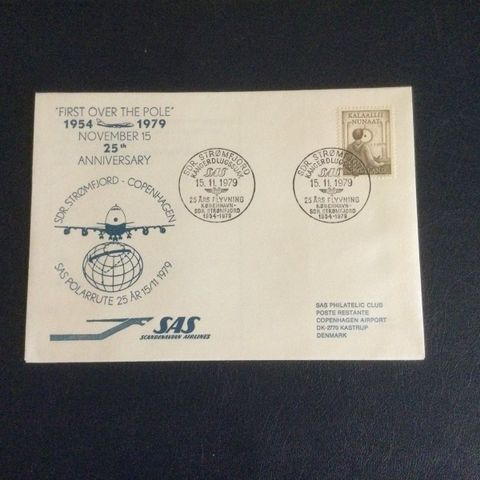 "FIRST OVER THE POLE"
1954 1979
NOVEMBER 15
25th
ANNIVERSARY
SDR. STRØMFJORD - COPENHAGEN
SAS POLARRUTE 25 ÅR 15/11 1979
SAS
SCANDINAVIAN AIRLINES
SDR. STRØMFJORD
KANGERDLUGSSUAK
SAS
15. 11. 1979
25 ÅRS FLYVNING
KØBENHAVN-
SDR. STRØMFJORD
1954-1979
SDR. STRØMFJORD
KANGERDLUGSSUAK
SAS
15. 11. 1979
25 ÅRS FLYVNING
KØBENHAVN-
SDR. STRØMFJORD
1954-1979
KALAALLIT
NUNAAT
SAS PHILATELIC CLUB
POSTE RESTANTE
COPENHAGEN AIRPORT
DK-2770 KASTRUP
DENMARK